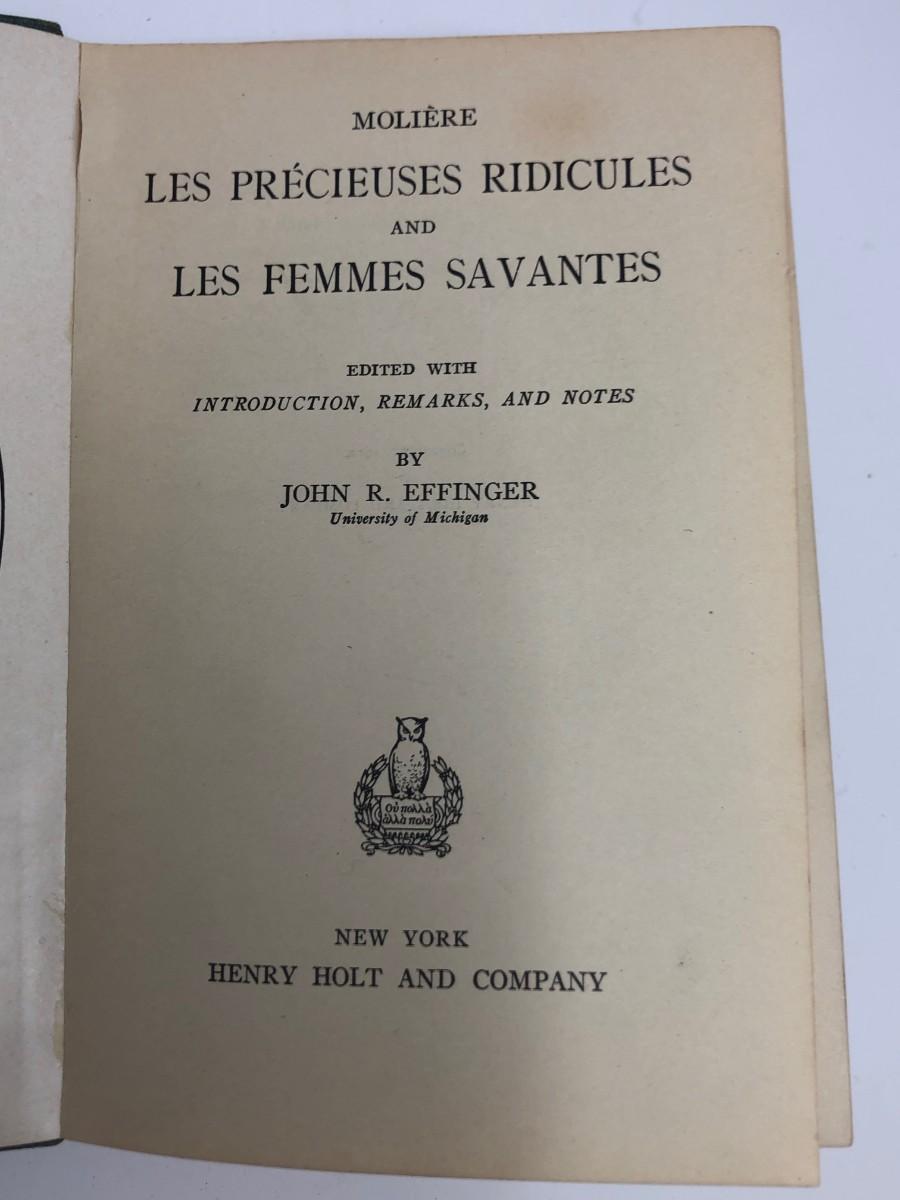 MOLIÈRE
LES PRÉCIEUSES RIDICULES
AND
LES FEMMES SAVANTES
EDITED WITH
INTRODUCTION, REMARKS, AND NOTES
BY
JOHN R. EFFINGER
University of Michigan
Οὐ πολλὰ
ἀλλὰ πολύ
NEW YORK
HENRY HOLT AND COMPANY